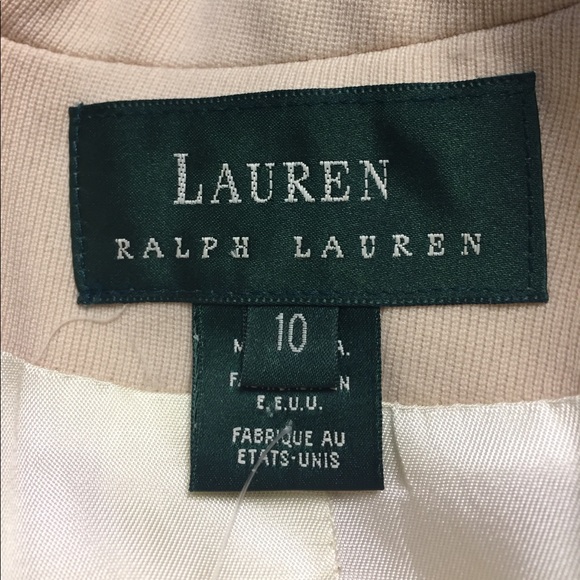 LAUREN
RALPH LAUREN
10
E.E.U.U.
FABRIQUE AU
ETATS-UNIS